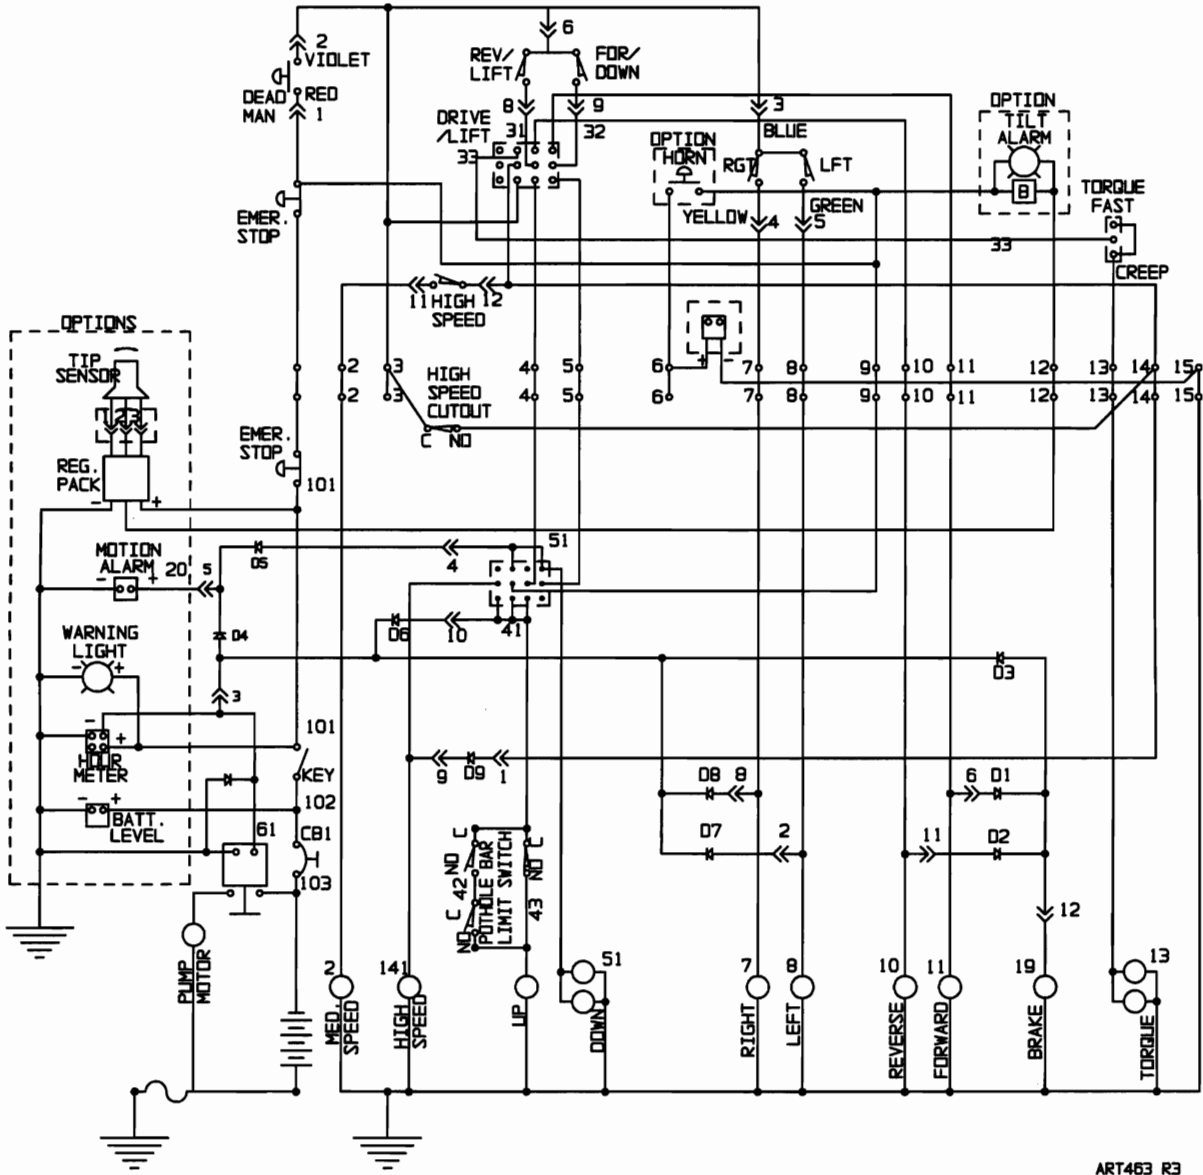 2
VIOLET
DEAD
MAN
RED
1
6
REV/
LIFT
FOR/
DOWN
8
9
DRIVE
/LIFT
31
32
33
3
BLUE
OPTION
HORN
RGT
LFT
OPTION
TILT
ALARM
B
TORQUE
FAST
CREEP
EMER.
STOP
YELLOW
4
GREEN
5
33
11
HIGH
SPEED
12
OPTIONS
TIP
SENSOR
1 2 3
REG.
PACK
- +
+ -
2 3 4 5 6 7 8 9 10 11 12 13 14 15
2 3 4 5 6 7 8 9 10 11 12 13 14 15
HIGH
SPEED
CUTOUT
C NO
EMER.
STOP
101
MOTION
ALARM
- +
20
5
D5
4
51
D4
D6
10
41
WARNING
LIGHT
- +
3
D3
-
+
HOUR
METER
101
KEY
9 D9 1
D8 8
6 D1
102
- +
BATT.
LEVEL
61
CB1
D7
2
11
D2
103
C
NO
42
C
NO
POTHOLE BAR
LIMIT SWITCH
C
NO
43
12
PUMP
MOTOR
2
MED.
SPEED
141
HIGH
SPEED
UP
51
DOWN
7
RIGHT
8
LEFT
10
REVERSE
11
FORWARD
19
BRAKE
13
TORQUE
ART463 R3